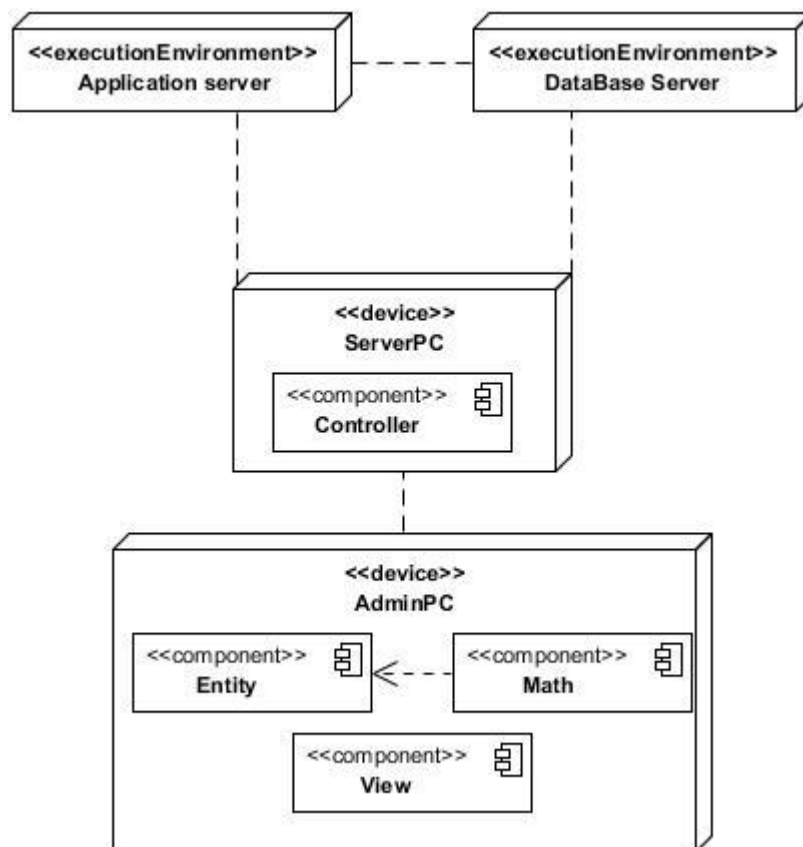 <<executionEnvironment>>
Application server
<<executionEnvironment>>
DataBase Server
<<device>>
ServerPC
<<component>>
Controller
<<device>>
AdminPC
<<component>>
Entity
<<component>>
Math
<<component>>
View